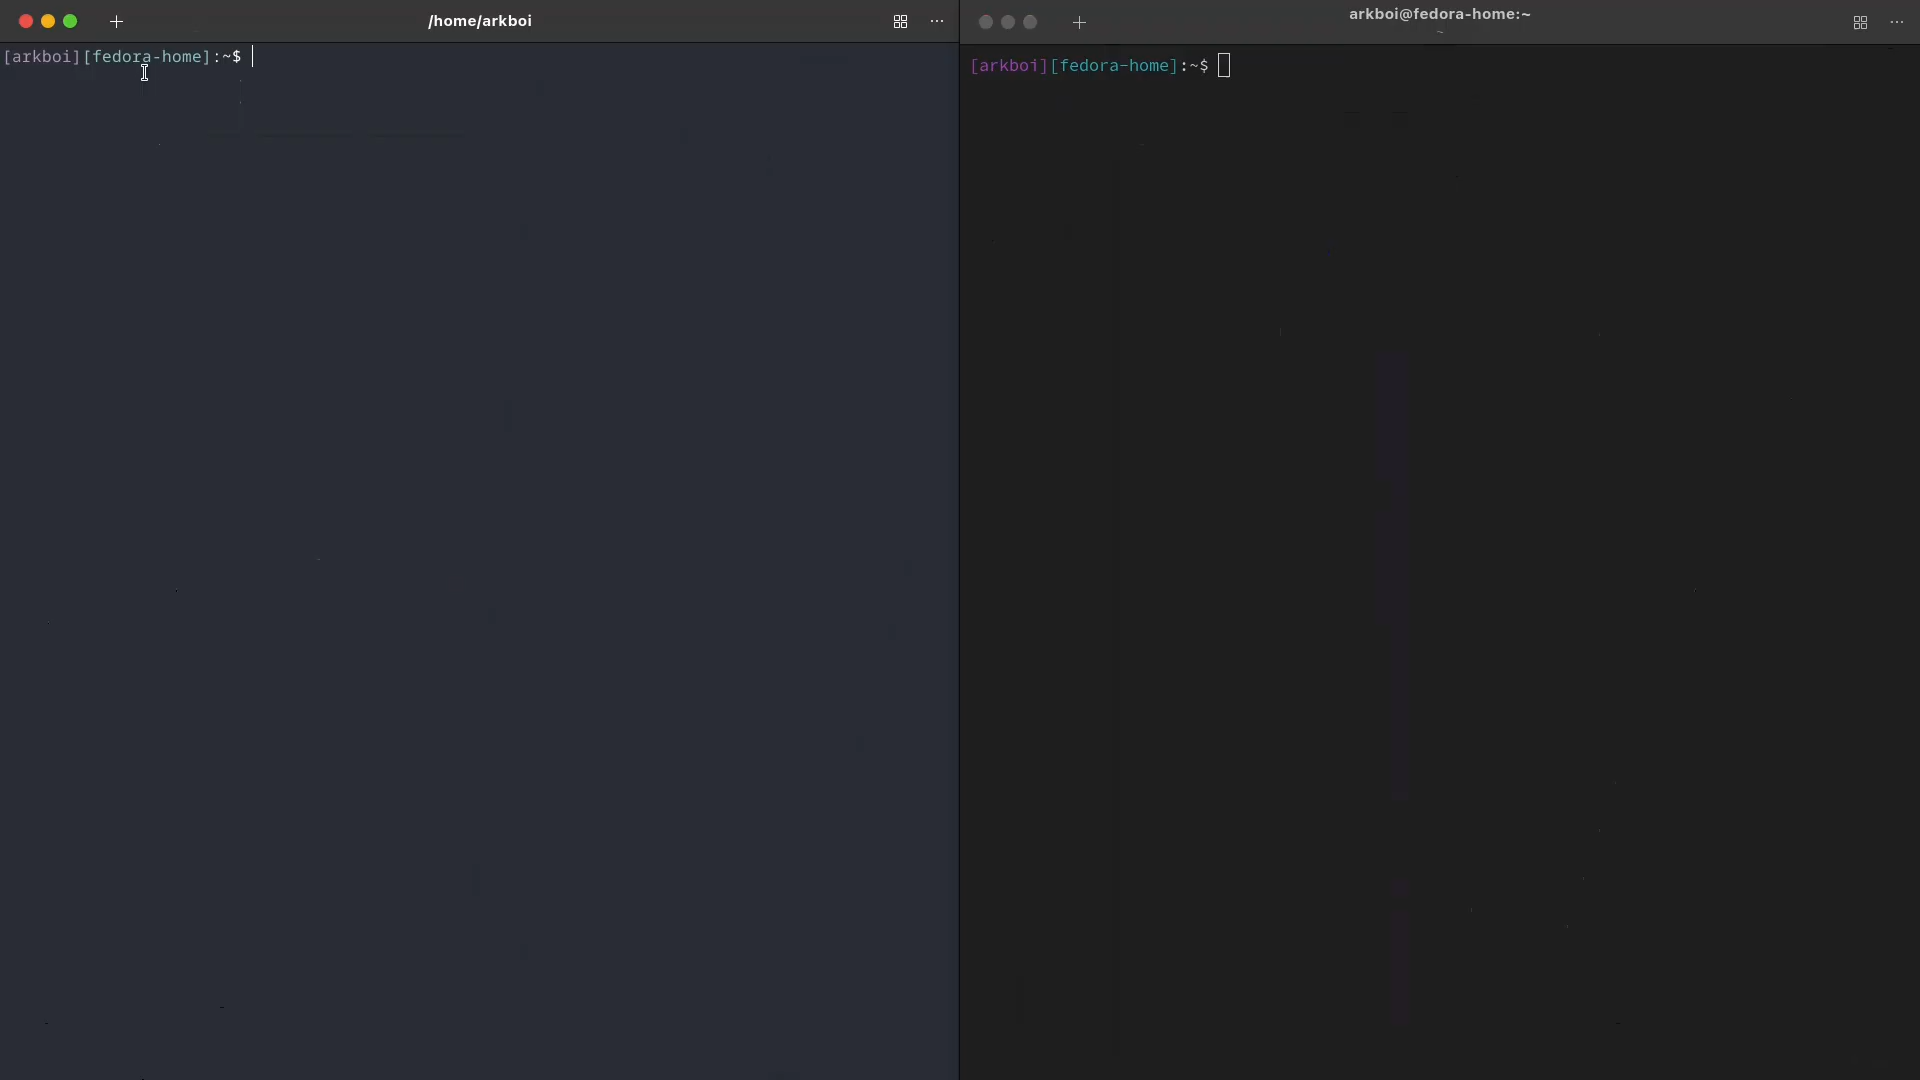 /home/arkboi
[arkboi][fedora-home]:~$
arkboi@fedora-home:~
~
[arkboi][fedora-home]:~$